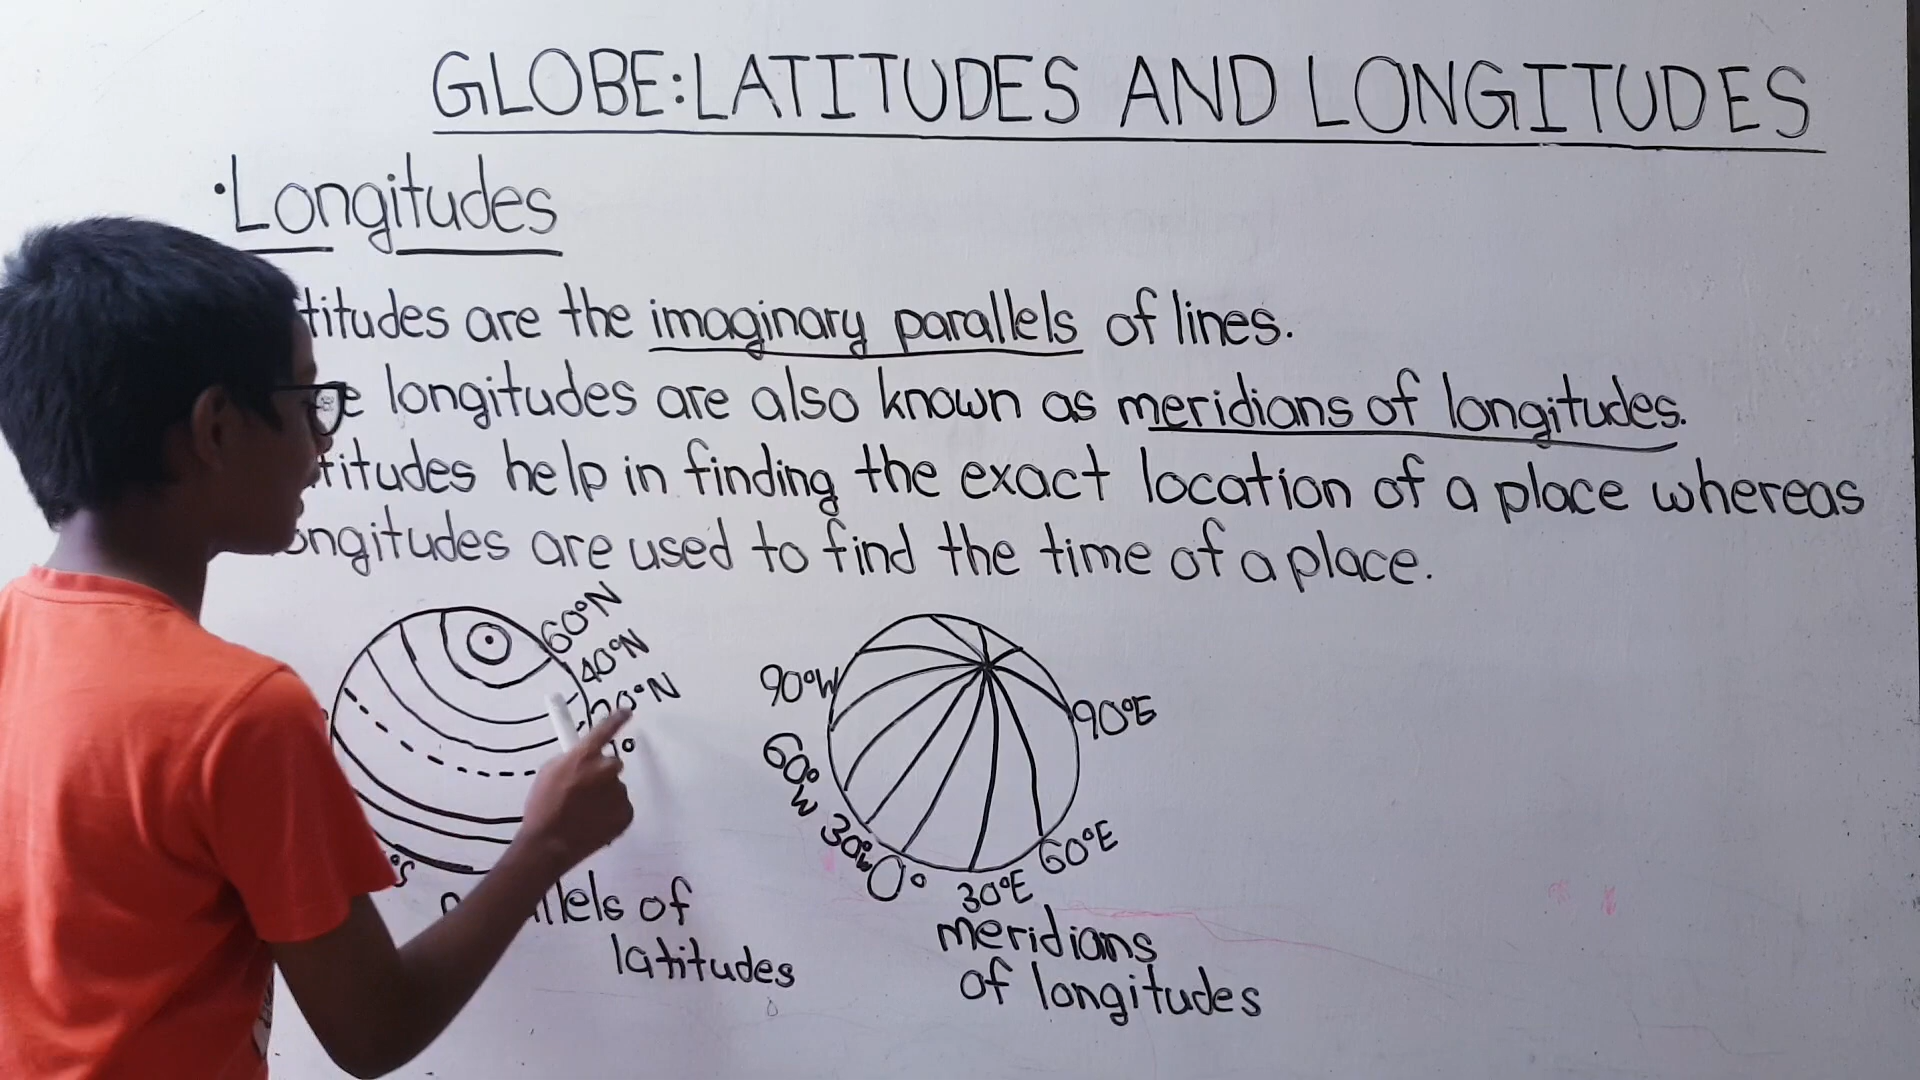 GLOBE:LATITUDES AND LONGITUDES
·Longitudes
titudes are the imaginary parallels of lines.
e longitudes are also known as meridians of longitudes.
titudes help in finding the exact location of a place whereas
ongitudes are used to find the time of a place.
60°N
40°N
20°N
°
°S
llels of
latitudes
90°W
60°W
30°W
0°
30°E
60°E
90°E
meridians
of longitudes